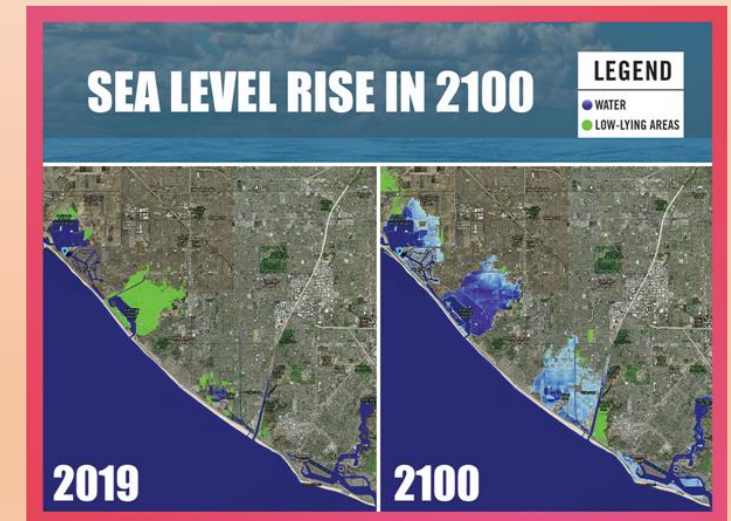 SEA LEVEL RISE IN 2100
LEGEND
WATER
LOW-LYING AREAS
2019
2100